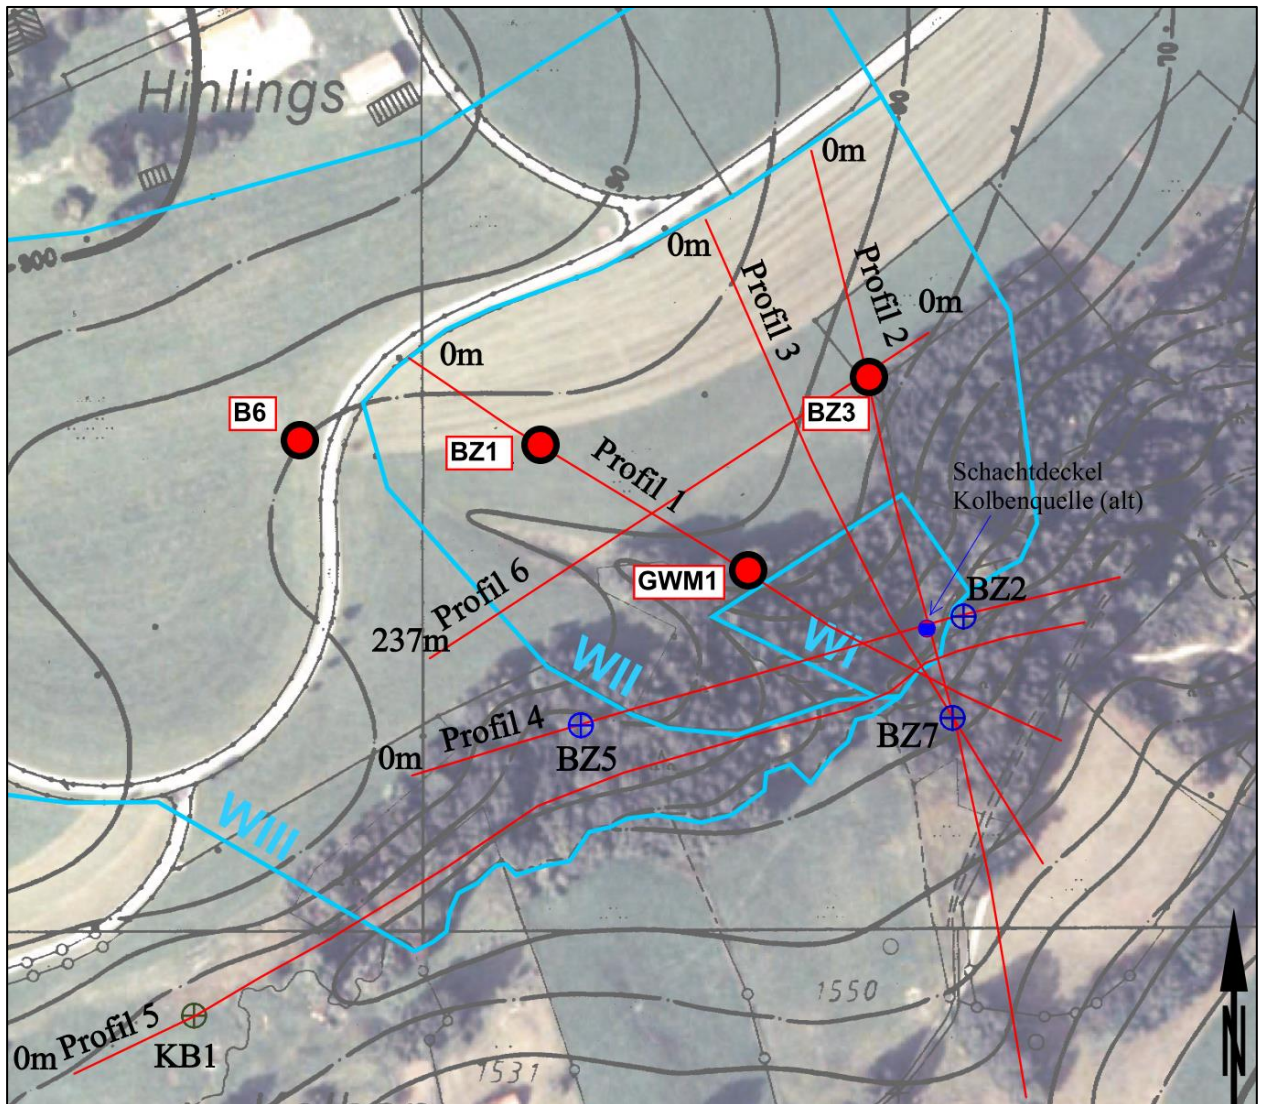 Hinlings
0m
0m
0m
0m
800
Profil 3
Profil 2
B6
BZ1
BZ3
Profil 1
Schachtdeckel
Kolbenquelle (alt)
GWM1
Profil 6
237m
BZ2
WI
WII
Profil 4
0m
BZ5
BZ7
WIII
Profil 5
0m
KB1
1550
1531
N